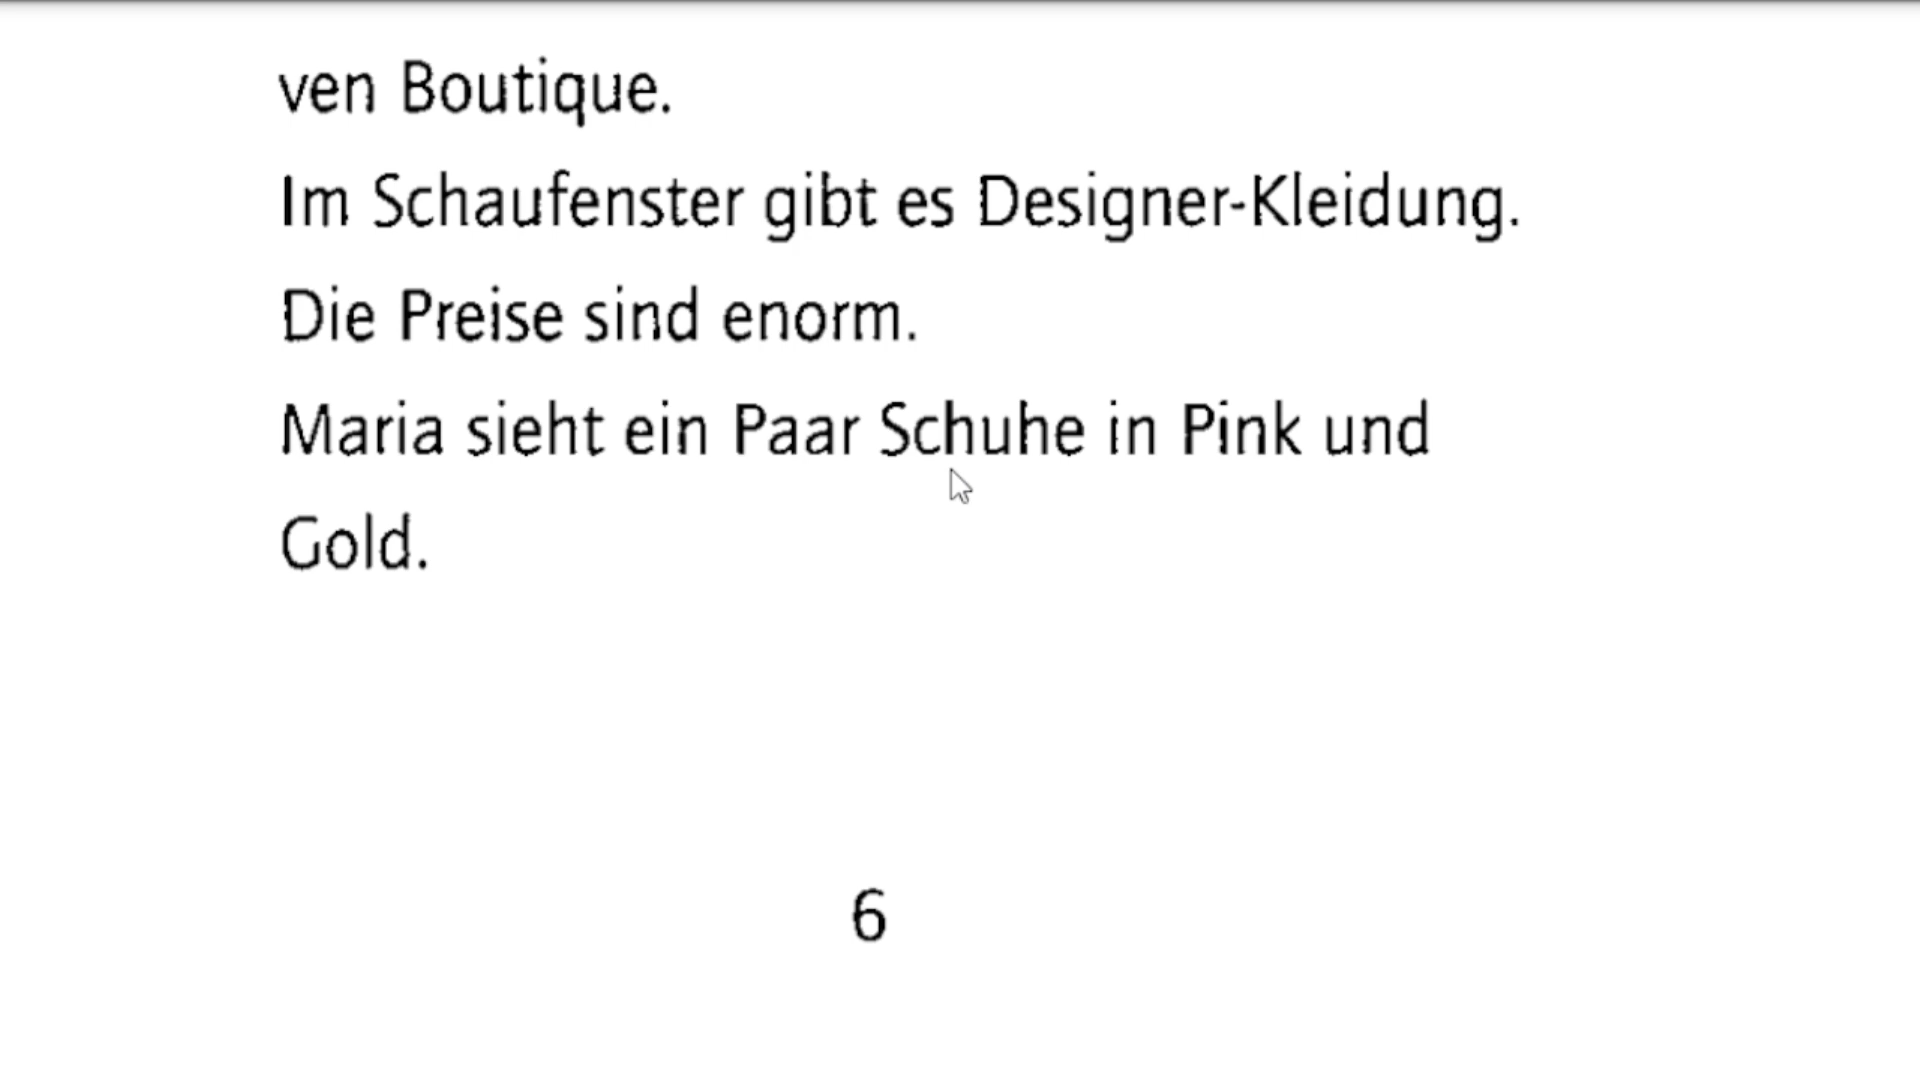 ven Boutique.
Im Schaufenster gibt es Designer-Kleidung.
Die Preise sind enorm.
Maria sieht ein Paar Schuhe in Pink und
Gold.
6